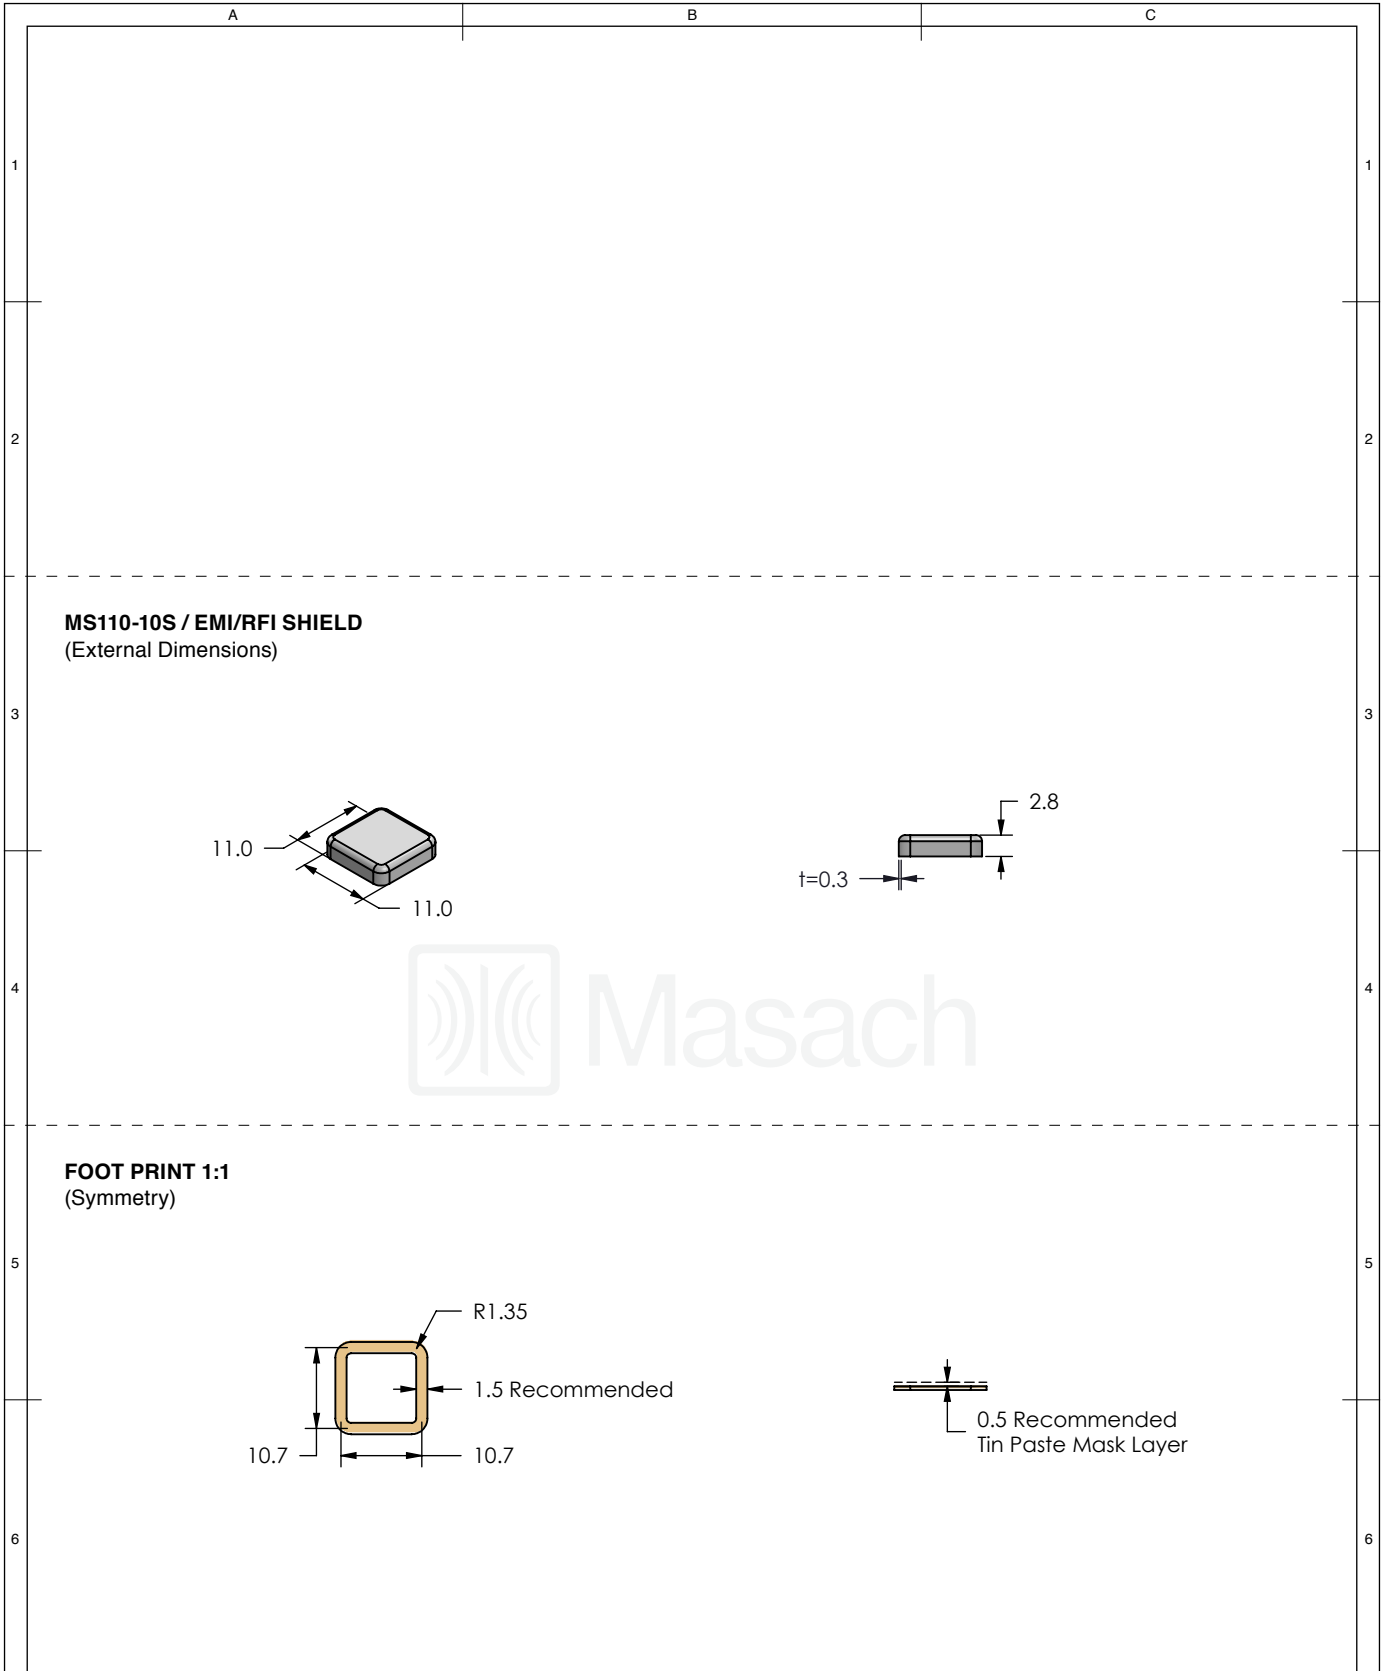 A B C
1 1
2 2
MS110-10S / EMI/RFI SHIELD
(External Dimensions)
3 3
2.8
11.0
t=0.3
11.0
Masach
4 4
FOOT PRINT 1:1
(Symmetry)
5 5
R1.35
1.5 Recommended
0.5 Recommended
Tin Paste Mask Layer
10.7 10.7
6 6